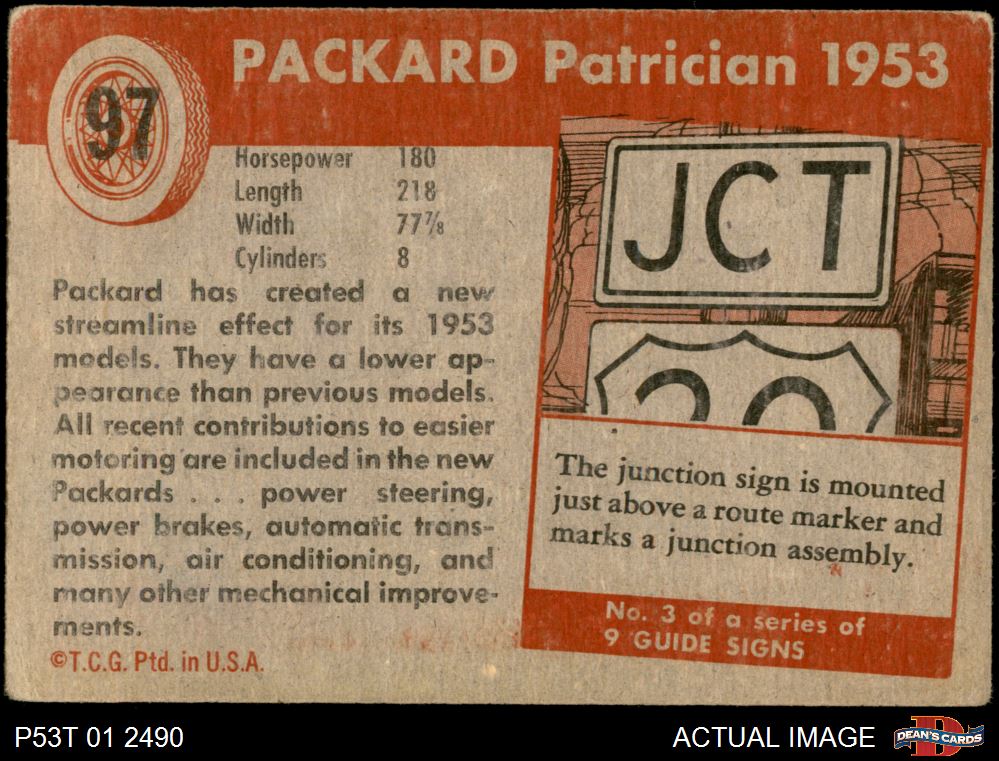 PACKARD Patrician 1953
97
Horsepower 180
Length 218
Width 77⅞
Cylinders 8
Packard has created a new
streamline effect for its 1953
models. They have a lower ap-
pearance than previous models.
All recent contributions to easier
motoring are included in the new
Packards . . . power steering,
power brakes, automatic trans-
mission, air conditioning, and
many other mechanical improve-
ments.
©T.C.G. Ptd. in U.S.A.
JCT
The junction sign is mounted
just above a route marker and
marks a junction assembly.
No. 3 of a series of
9 GUIDE SIGNS
P53T 01 2490
ACTUAL IMAGE
D
DEAN'S CARDS